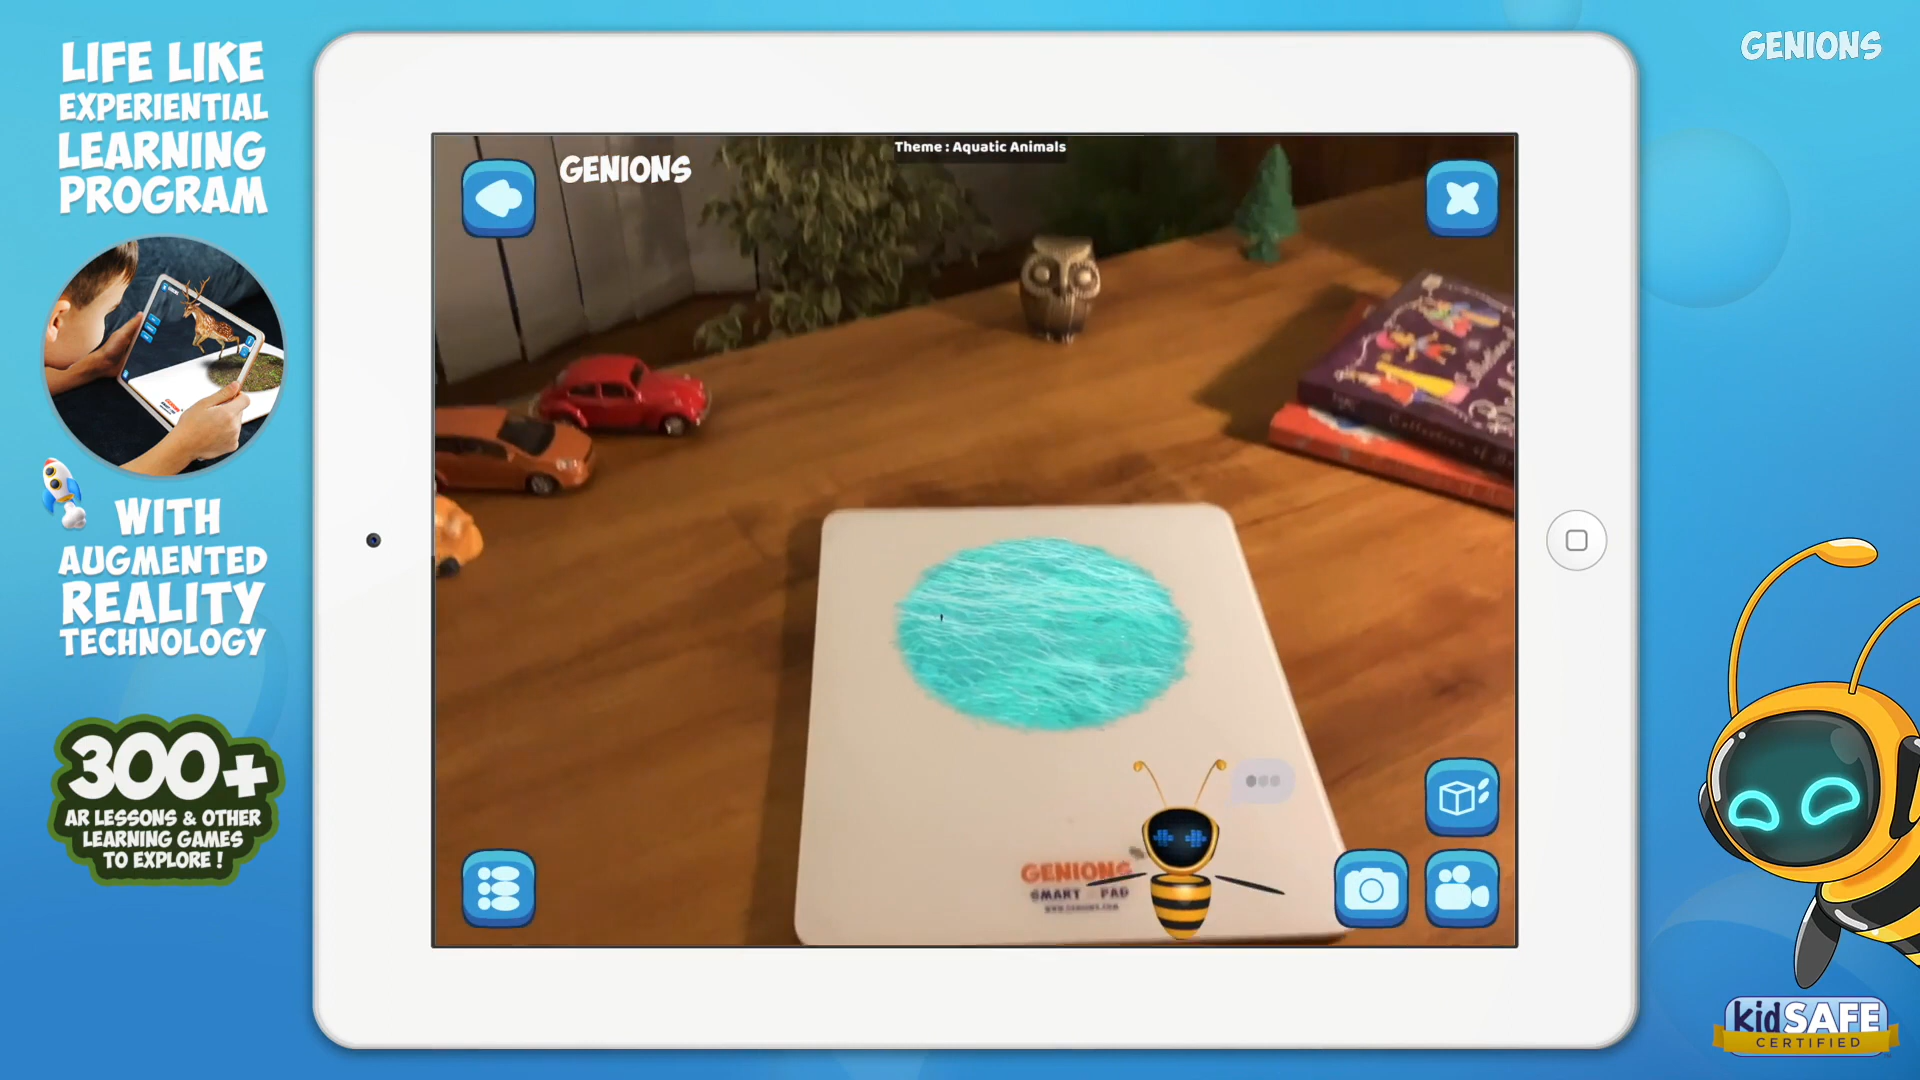 LIFE LIKE
EXPERIENTIAL
LEARNING
PROGRAM
WITH
AUGMENTED
REALITY
TECHNOLOGY
300+
AR LESSONS & OTHER
LEARNING GAMES
TO EXPLORE !
GENIONS
Theme : Aquatic Animals
GENIONS
SMART PAD
GENIONS
kidSAFE
CERTIFIED